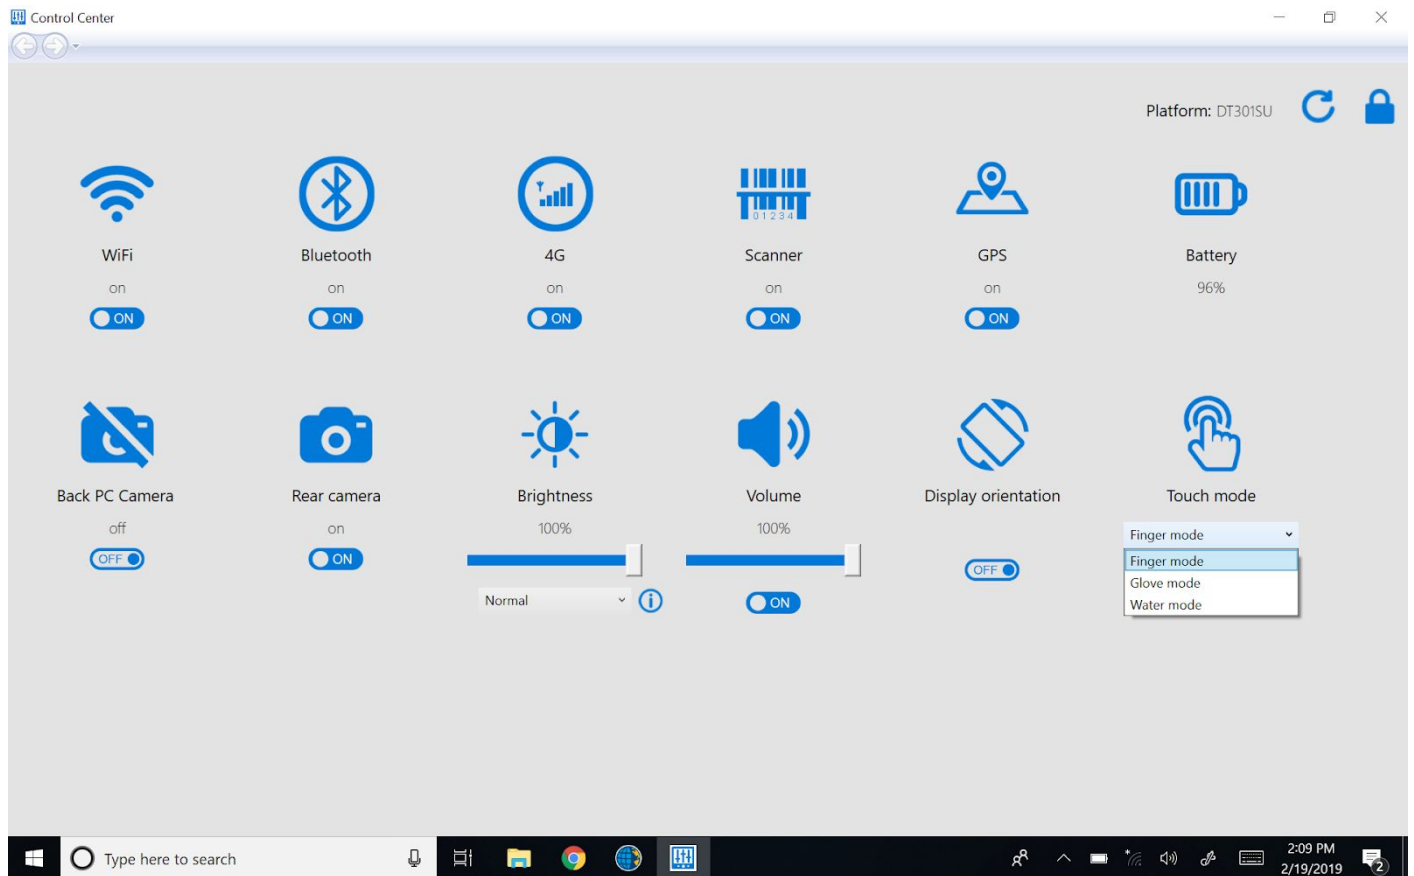 Control Center
Platform: DT301SU
01234
WiFi Bluetooth 4G Scanner GPS Battery
on on on on on 96%
ON ON ON ON ON
Back PC Camera Rear camera Brightness Volume Display orientation Touch mode
off on 100% 100% Finger mode
OFF ON OFF Finger mode
Glove mode
Normal ON Water mode
Type here to search
2:09 PM
2/19/2019
2